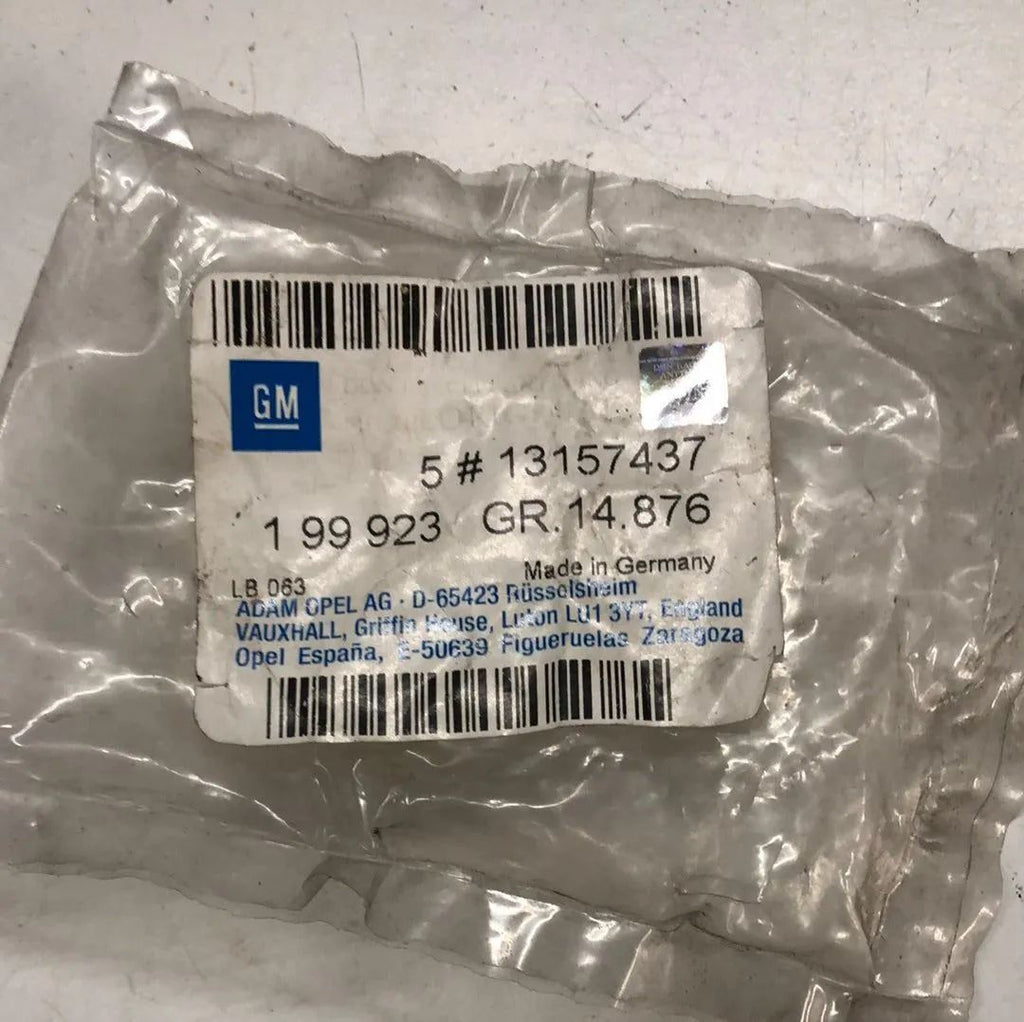 GM
5 # 13157437
1 99 923 GR.14.876
Made in Germany
LB 063
ADAM OPEL AG · D-65423 Rüsselsheim
VAUXHALL, Griffin House, Luton LU1 3YT, England
Opel España, E-50639 Figueruelas Zaragoza